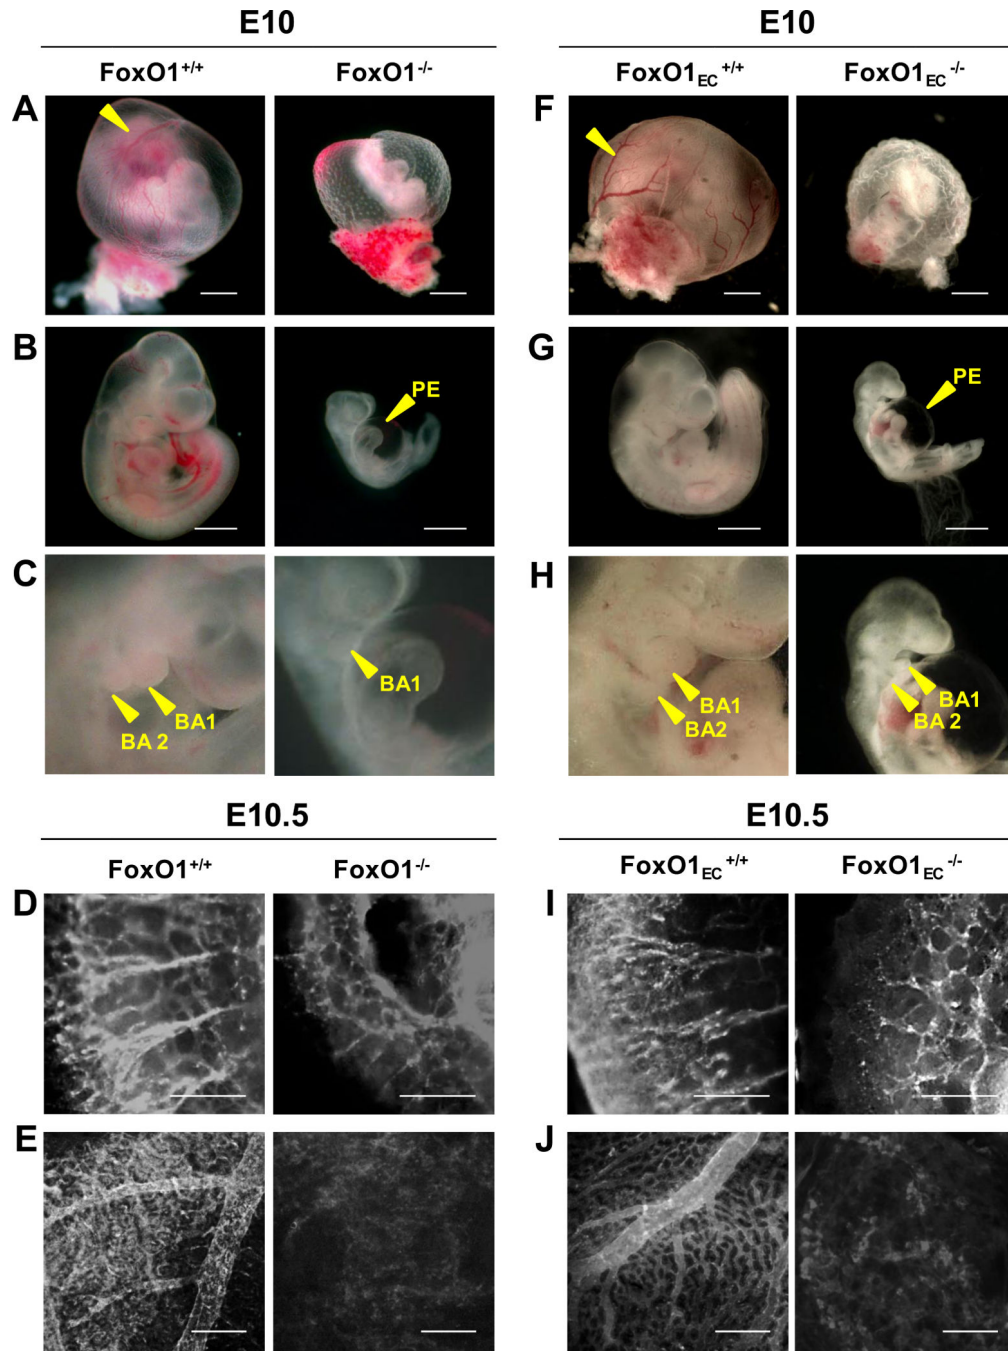 E10
FoxO1+/+ FoxO1-/-
A
B
PE
C
BA1
BA 2
BA1
E10.5
FoxO1+/+ FoxO1-/-
D
E
E10
FoxO1EC+/+ FoxO1EC-/-
F
G
PE
H
BA1
BA2
BA1
BA 2
E10.5
FoxO1EC+/+ FoxO1EC-/-
I
J